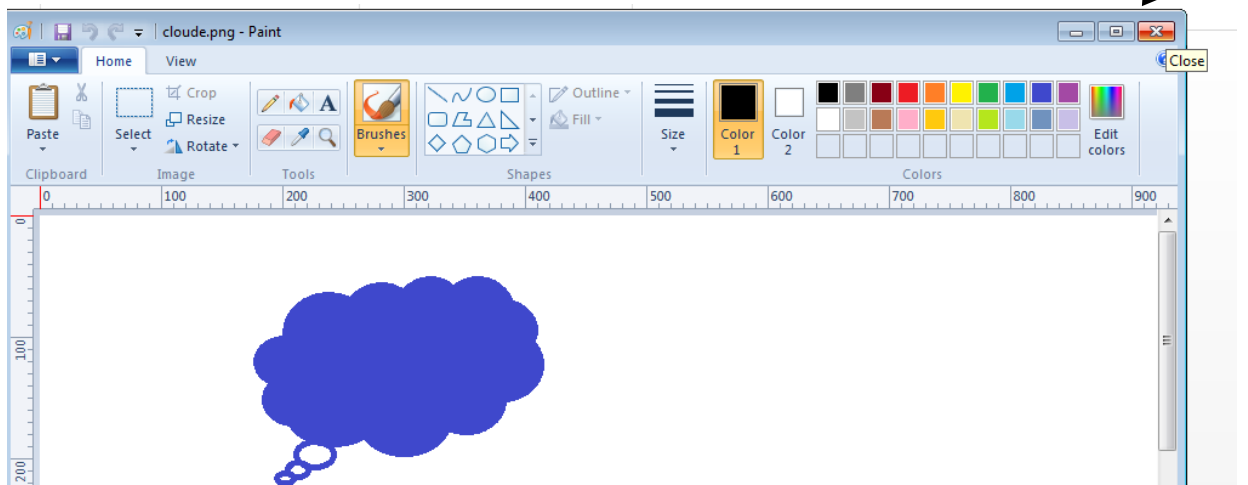 cloude.png - Paint
Home View
Close
Paste
Select
Crop
Resize
Rotate
A
Brushes
Outline
Fill
Size
Color 1
Color 2
Edit colors
Clipboard Image Tools Shapes Colors
0 100 200 300 400 500 600 700 800 900
0
100
200